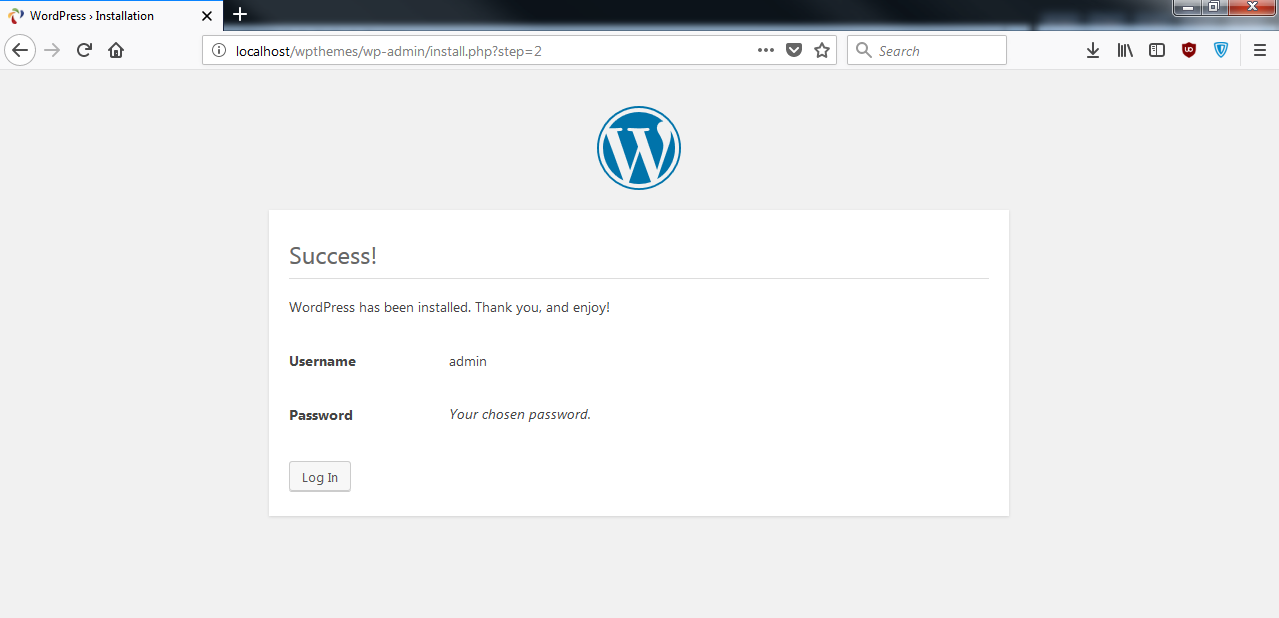 WordPress › Installation
localhost/wpthemes/wp-admin/install.php?step=2
Search
W
Success!
WordPress has been installed. Thank you, and enjoy!
Username admin
Password Your chosen password.
Log In